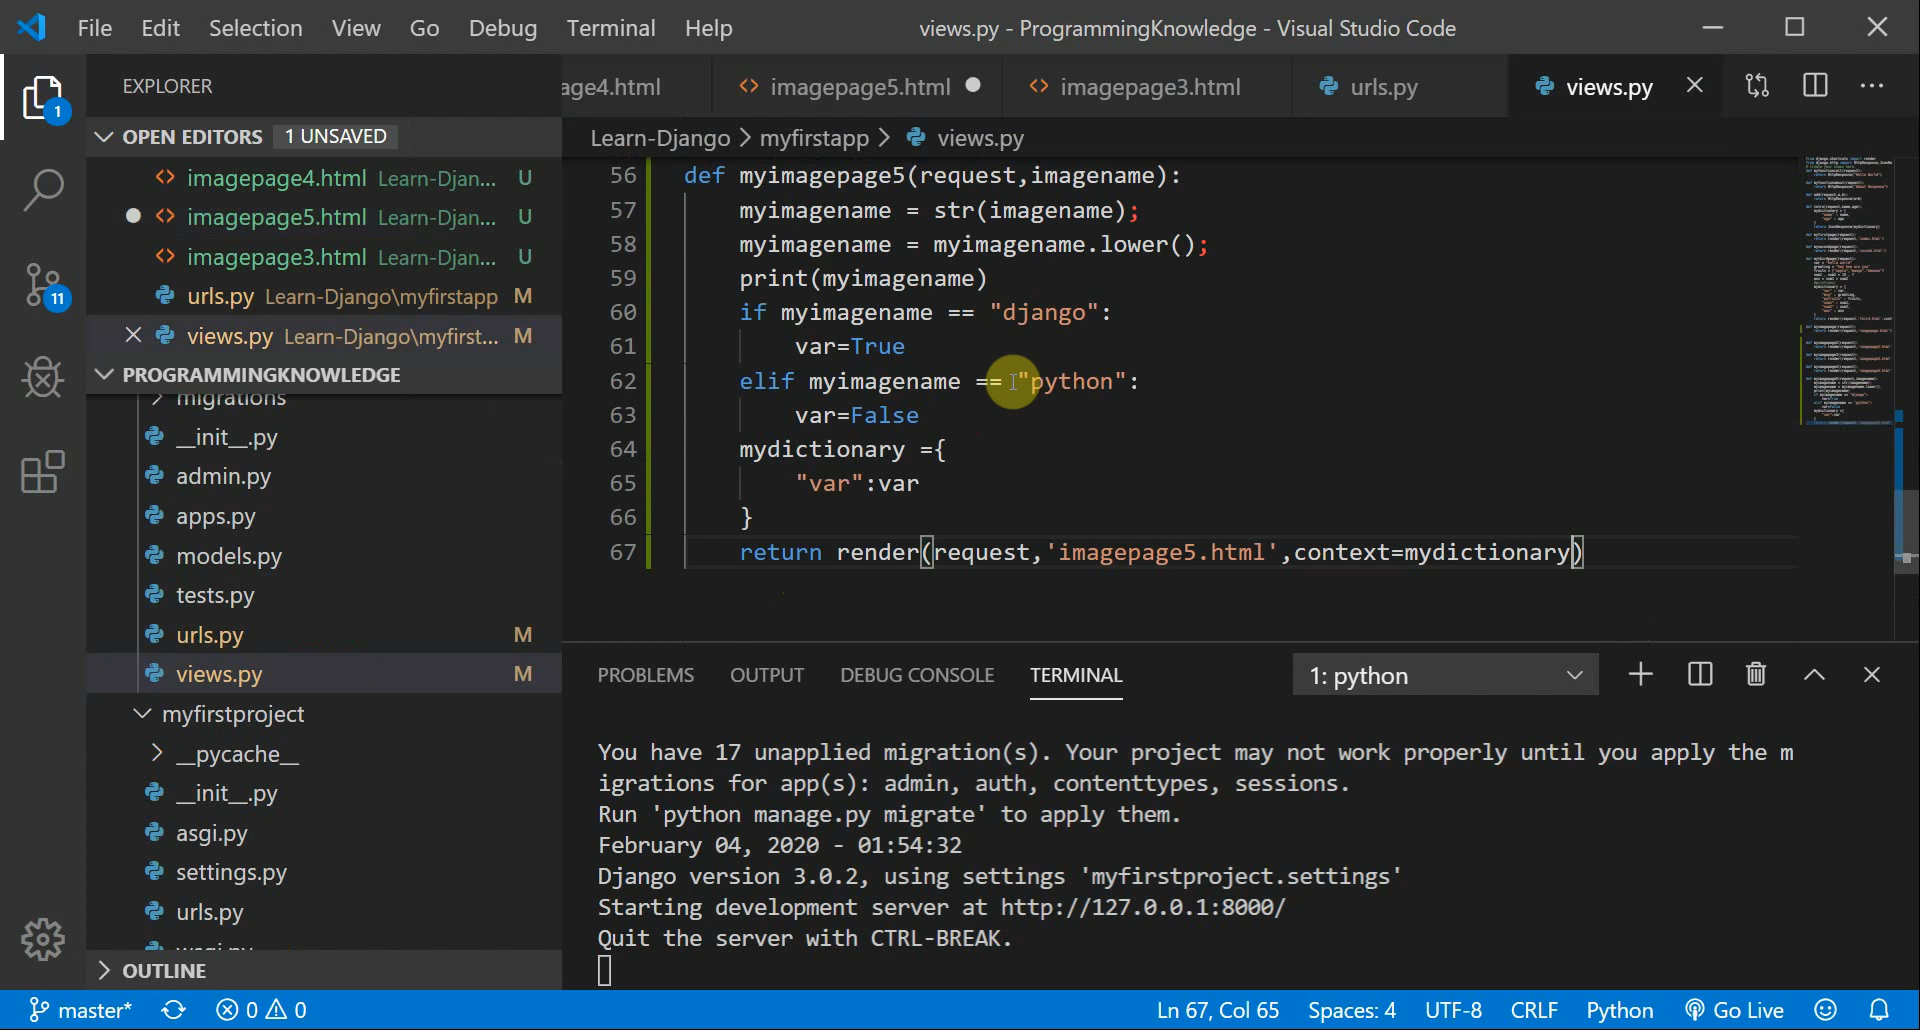 File Edit Selection View Go Debug Terminal Help
views.py - ProgrammingKnowledge - Visual Studio Code
EXPLORER
OPEN EDITORS 1 UNSAVED
imagepage4.html Learn-Djan... U
imagepage5.html Learn-Djan... U
imagepage3.html Learn-Djan... U
urls.py Learn-Django\myfirstapp M
views.py Learn-Django\myfirst... M
PROGRAMMINGKNOWLEDGE
migrations
__init__.py
admin.py
apps.py
models.py
tests.py
urls.py M
views.py M
myfirstproject
__pycache__
__init__.py
asgi.py
settings.py
urls.py
wsgi.py
OUTLINE
1
11
age4.html
imagepage5.html
imagepage3.html
urls.py
views.py
Learn-Django > myfirstapp > views.py
56 def myimagepage5(request,imagename):
57 myimagename = str(imagename);
58 myimagename = myimagename.lower();
59 print(myimagename)
60 if myimagename == "django":
61 var=True
62 elif myimagename == "python":
63 var=False
64 mydictionary ={
65 "var":var
66 }
67 return render(request,'imagepage5.html',context=mydictionary)
PROBLEMS OUTPUT DEBUG CONSOLE TERMINAL
1: python
You have 17 unapplied migration(s). Your project may not work properly until you apply the m
igrations for app(s): admin, auth, contenttypes, sessions.
Run 'python manage.py migrate' to apply them.
February 04, 2020 - 01:54:32
Django version 3.0.2, using settings 'myfirstproject.settings'
Starting development server at http://127.0.0.1:8000/
Quit the server with CTRL-BREAK.
master* 0 0
Ln 67, Col 65 Spaces: 4 UTF-8 CRLF Python Go Live